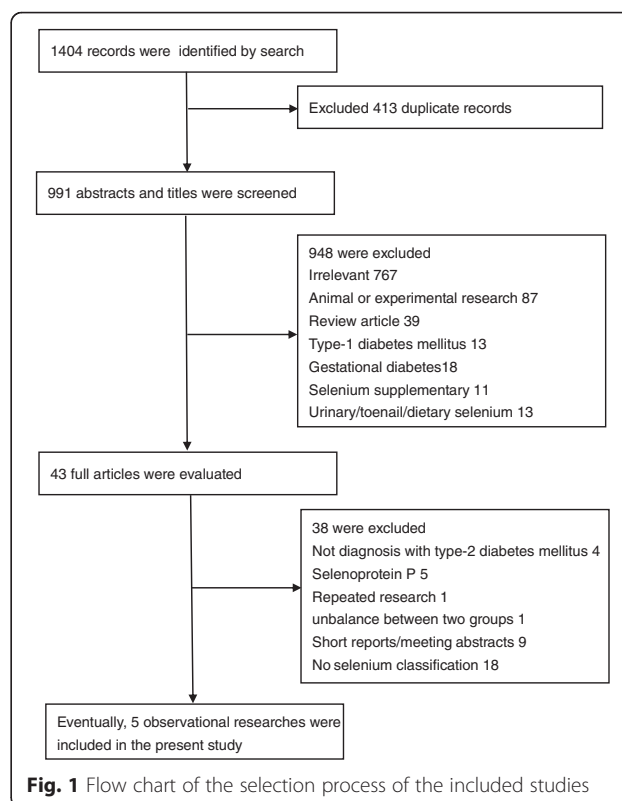 1404 records were identified by search
Excluded 413 duplicate records
991 abstracts and titles were screened
948 were excluded
Irrelevant 767
Animal or experimental research 87
Review article 39
Type-1 diabetes mellitus 13
Gestational diabetes18
Selenium supplementary 11
Urinary/toenail/dietary selenium 13
43 full articles were evaluated
38 were excluded
Not diagnosis with type-2 diabetes mellitus 4
Selenoprotein P 5
Repeated research 1
unbalance between two groups 1
Short reports/meeting abstracts 9
No selenium classification 18
Eventually, 5 observational researches were
included in the present study
Fig. 1 Flow chart of the selection process of the included studies